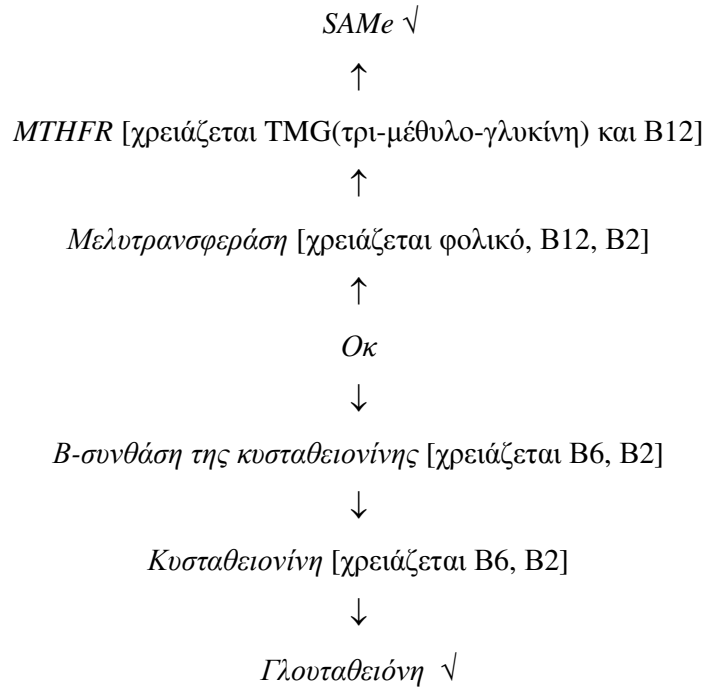 SAMe √
↑
MTHFR [χρειάζεται TMG(τρι-μέθυλο-γλυκίνη) και B12]
↑
Μελυτρανσφεράση [χρειάζεται φολικό, B12, B2]
↑
Οκ
↓
Β-συνθάση της κυσταθειονίνης [χρειάζεται B6, B2]
↓
Κυσταθειονίνη [χρειάζεται B6, B2]
↓
Γλουταθειόνη √